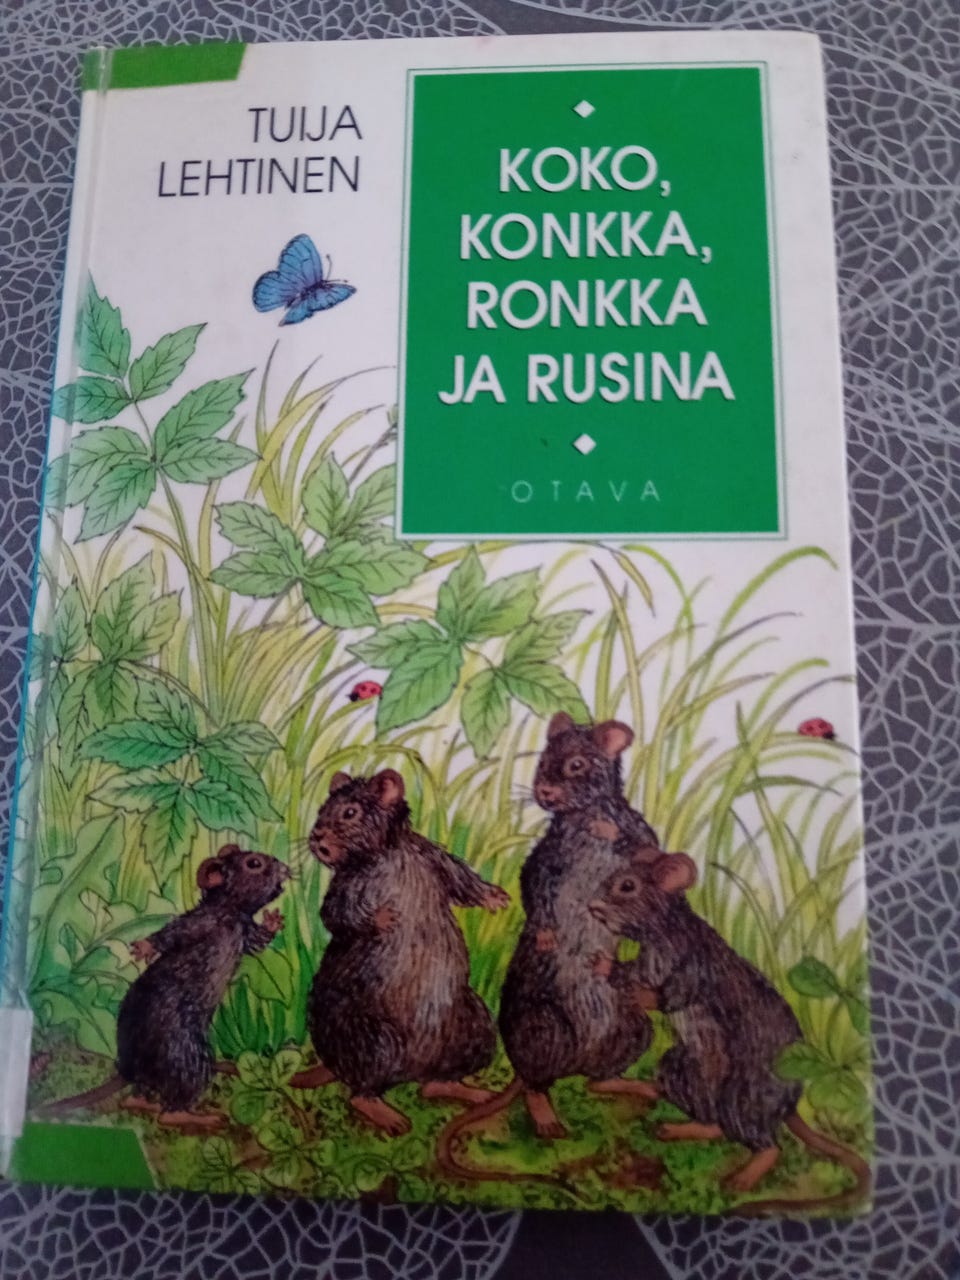 TUIJA
LEHTINEN
KOKO,
KONKKA,
RONKKA
JA RUSINA
OTAVA